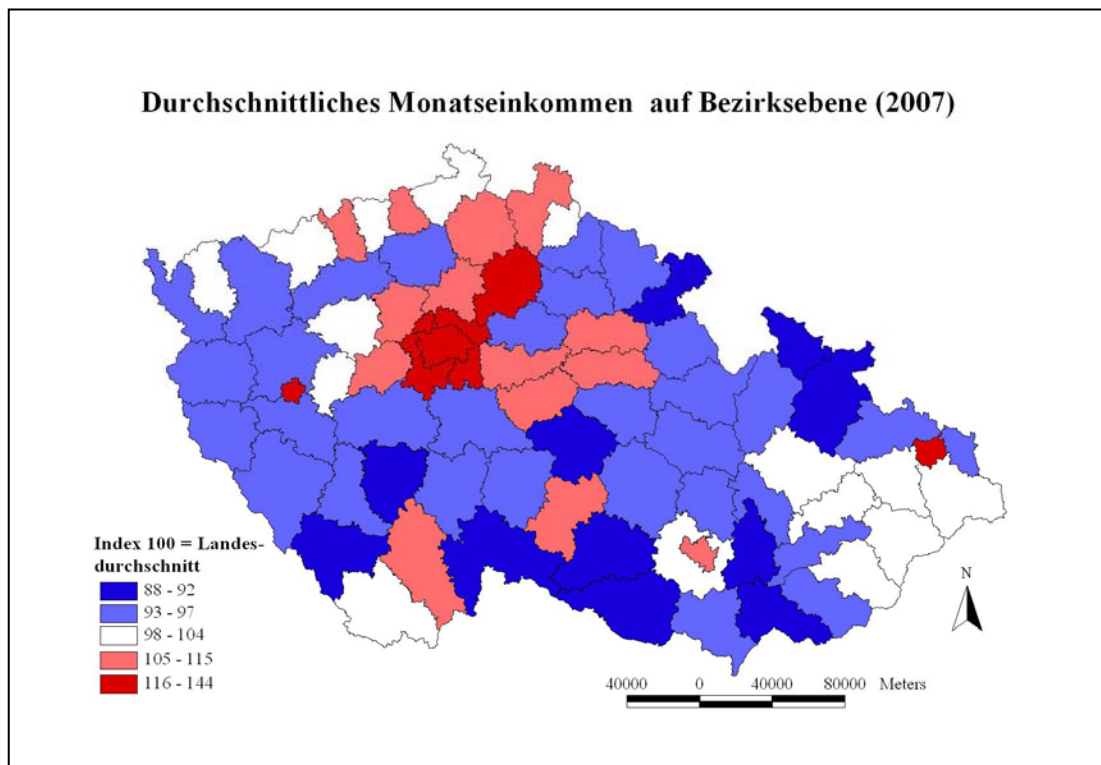 Durchschnittliches Monatseinkommen auf Bezirksebene (2007)
Index 100 = Landes-
durchschnitt
88 - 92
93 - 97
98 - 104
105 - 115
116 - 144
N
40000 0 40000 80000 Meters